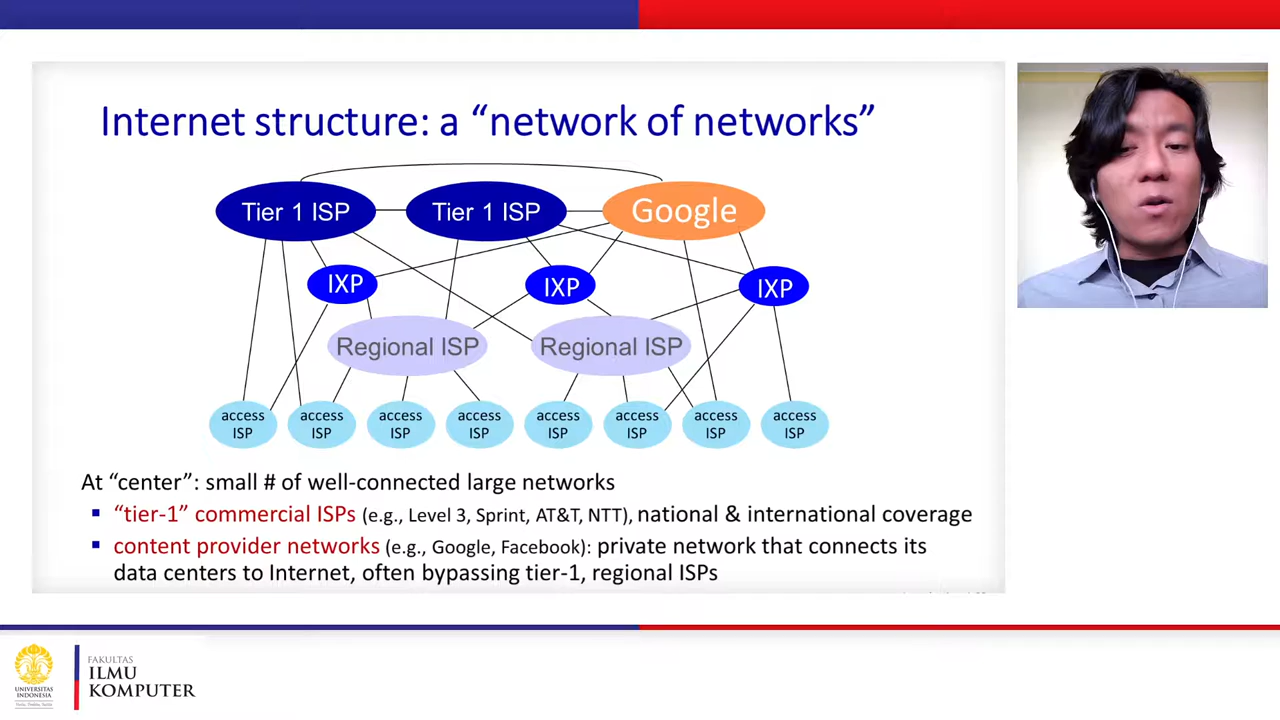 Internet structure: a “network of networks”
Tier 1 ISP
Tier 1 ISP
Google
IXP
IXP
IXP
Regional ISP
Regional ISP
access
ISP
access
ISP
access
ISP
access
ISP
access
ISP
access
ISP
access
ISP
access
ISP
At “center”: small # of well-connected large networks
▪ “tier-1” commercial ISPs (e.g., Level 3, Sprint, AT&T, NTT), national & international coverage
▪ content provider networks (e.g., Google, Facebook): private network that connects its
data centers to Internet, often bypassing tier-1, regional ISPs
UNIVERSITAS
INDONESIA
FAKULTAS
ILMU
KOMPUTER